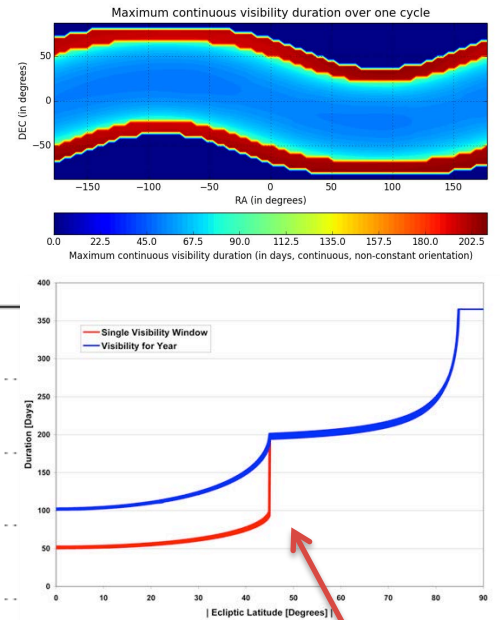 Maximum continuous visibility duration over one cycle
DEC (in degrees)
50
0
−50
−150 −100 −50 0 50 100 150
RA (in degrees)
0.0 22.5 45.0 67.5 90.0 112.5 135.0 157.5 180.0 202.5
Maximum continuous visibility duration (in days, continuous, non-constant orientation)
400
350
300
250
200
150
100
50
0
Single Visibility Window
Visibility for Year
Duration [Days]
0 10 20 30 40 50 60 70 80 90
| Ecliptic Latitude [Degrees] |